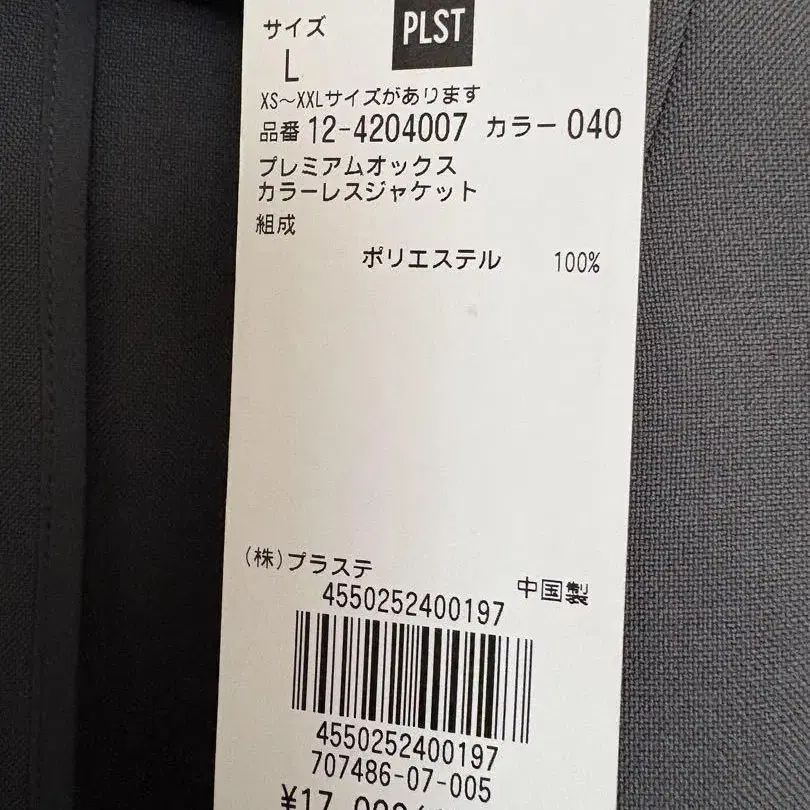 サイズ
PLST
L
XS～XXLサイズがあります
品番 12-4204007 カラー 040
プレミアムオックス
カラーレスジャケット
組成
ポリエステル 100%
(株)プラステ
中国製
4550252400197
4550252400197
707486-07-005